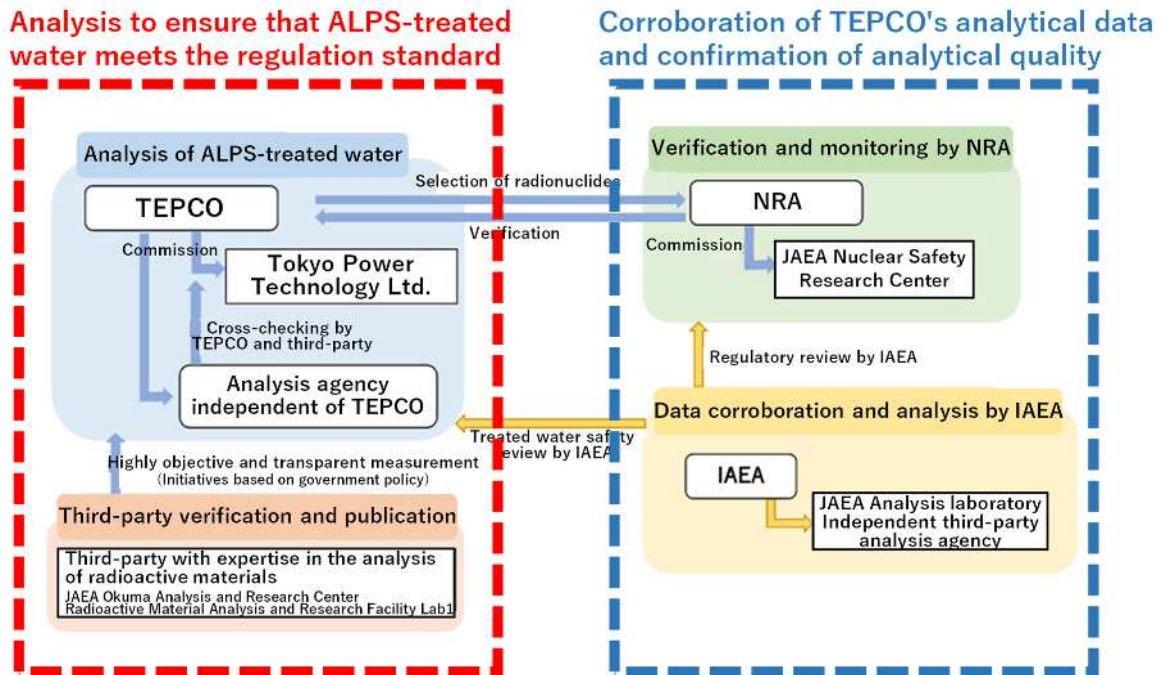 Analysis to ensure that ALPS-treated
water meets the regulation standard
Analysis of ALPS-treated water
TEPCO
Commission
Tokyo Power
Technology Ltd.
Cross-checking by
TEPCO and third-party
Analysis agency
independent of TEPCO
Highly objective and transparent measurement
(Initiatives based on government policy)
Third-party verification and publication
Third-party with expertise in the analysis
of radioactive materials
JAEA Okuma Analysis and Research Center
Radioactive Material Analysis and Research Facility Lab1
Selection of radionuclides
Verification
Treated water safety
review by IAEA
Corroboration of TEPCO's analytical data
and confirmation of analytical quality
Verification and monitoring by NRA
NRA
Commission
JAEA Nuclear Safety
Research Center
Regulatory review by IAEA
Data corroboration and analysis by IAEA
IAEA
JAEA Analysis laboratory
Independent third-party
analysis agency